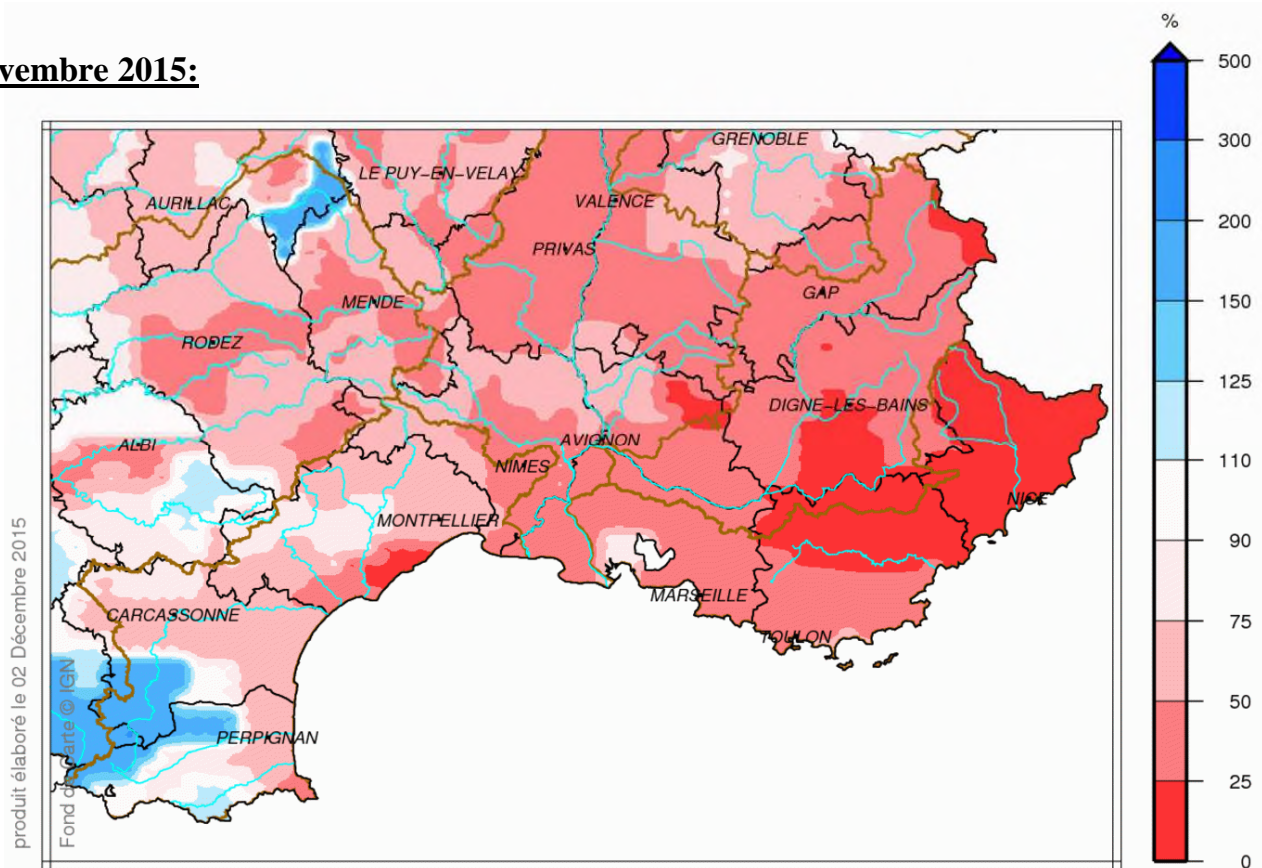 vembre 2015:
%
500
300
200
150
125
110
90
75
50
25
0
GRENOBLE
LE PUY-EN-VELAY
AURILLAC
VALENCE
PRIVAS
GAP
MENDE
RODEZ
DIGNE-LES-BAINS
ALBI
AVIGNON
NIMES
NICE
MONTPELLIER
MARSEILLE
CARCASSONNE
TOULON
PERPIGNAN
produit élaboré le 02 Décembre 2015
Fond de Carte © IGN